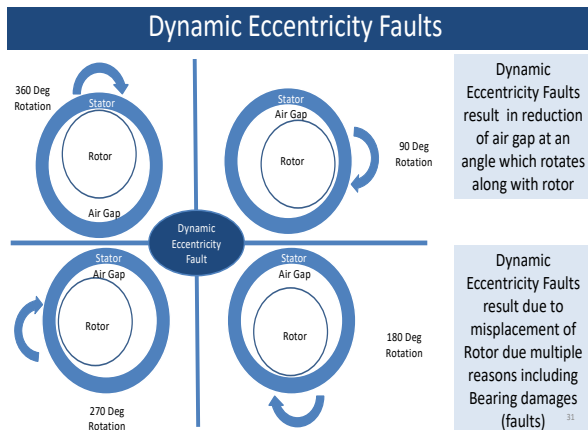 Dynamic Eccentricity Faults
360 Deg
Rotation
Stator
Rotor
Air Gap
Stator
Air Gap
Rotor
90 Deg
Rotation
Dynamic
Eccentricity
Fault
Stator
Air Gap
Rotor
270 Deg
Rotation
Stator
Air Gap
Rotor
180 Deg
Rotation
Dynamic
Eccentricity Faults
result in reduction
of air gap at an
angle which rotates
along with rotor
Dynamic
Eccentricity Faults
result due to
misplacement of
Rotor due multiple
reasons including
Bearing damages
(faults)
31